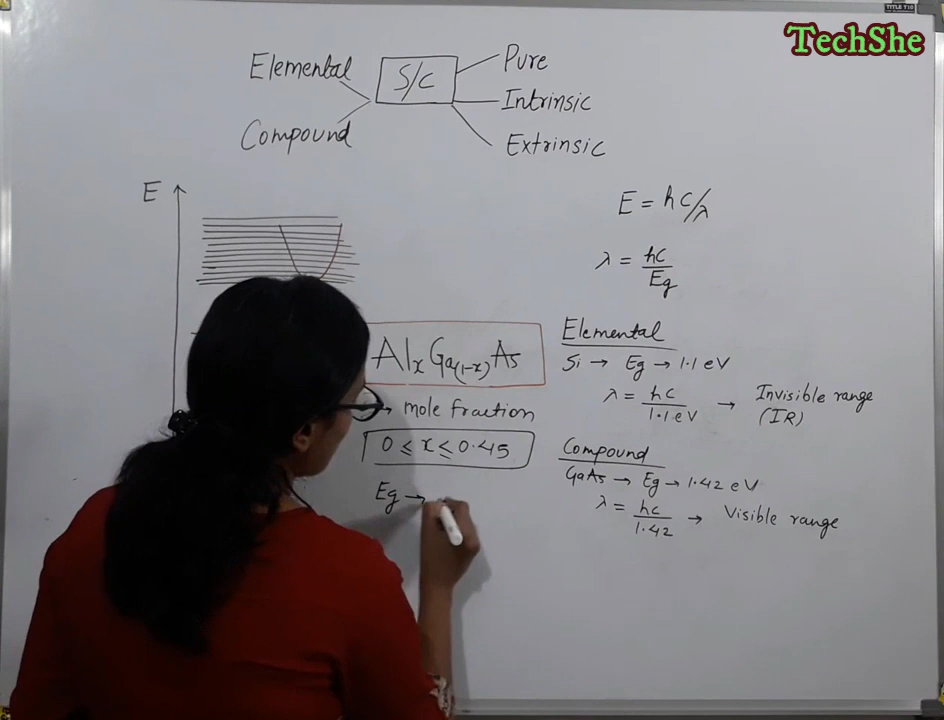 TechShe
Elemental
Compound
S/C
Pure
Intrinsic
Extrinsic
E
E = hc/λ
λ = hc/Eg
AlxGa(1-x)As
→ mole fraction
0 ≤ x ≤ 0.45
Eg →
Elemental
Si → Eg → 1.1 eV
λ = hc/1.1 eV → Invisible range
(IR)
Compound
GaAs → Eg → 1.42 eV
λ = hc/1.42 → Visible range